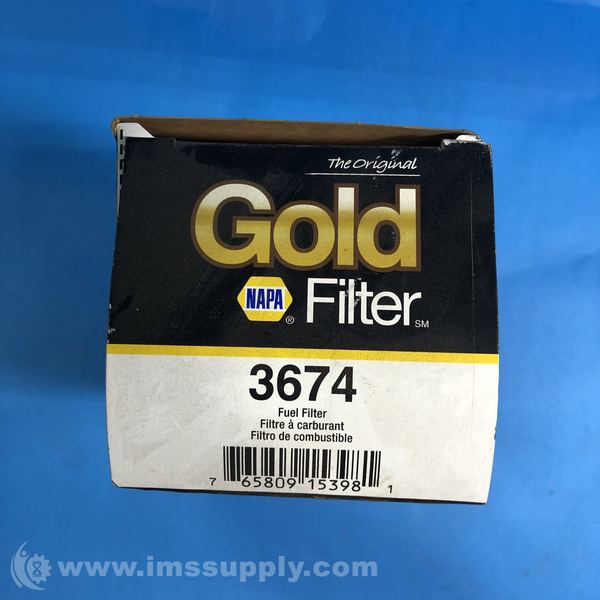 The Original
Gold
NAPA ® Filter SM
3674
Fuel Filter
Filtre à carburant
Filtro de combustible
7 65809 15398 1
www.imssupply.com